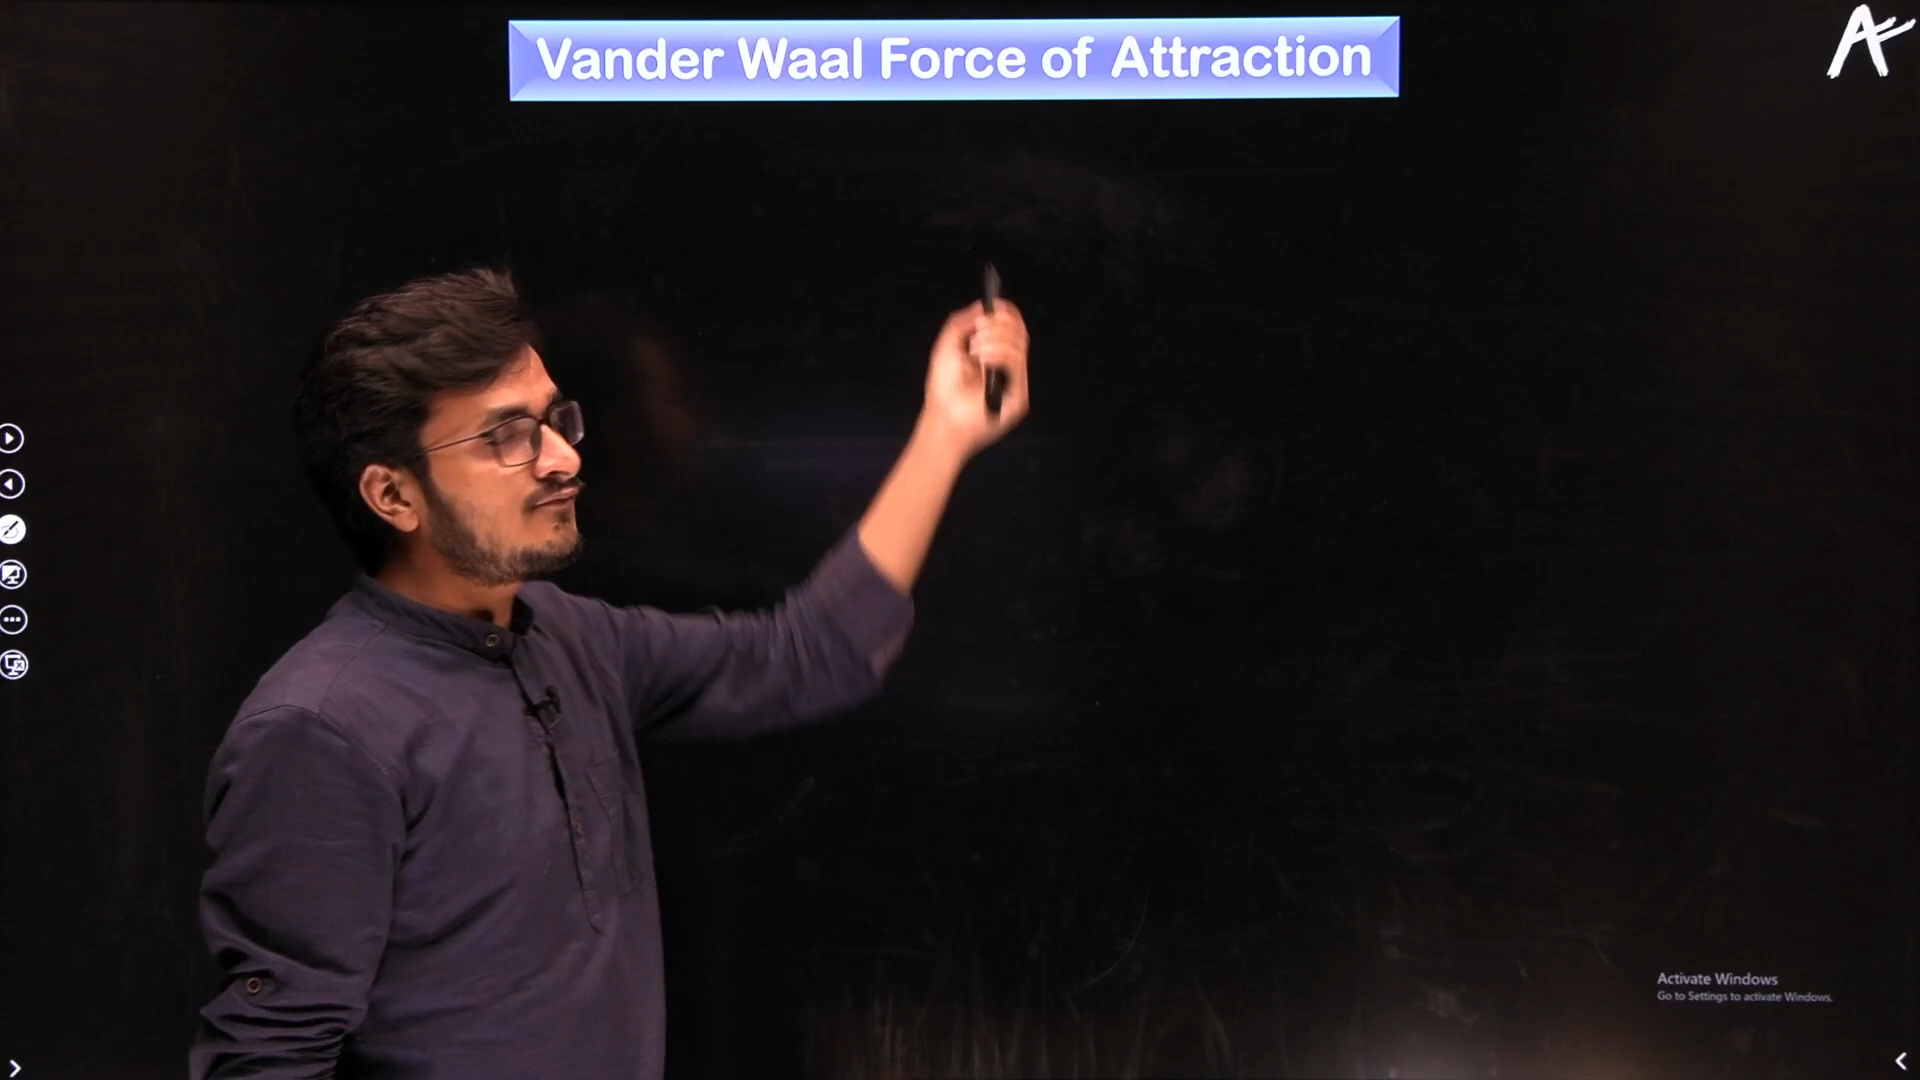 Vander Waal Force of Attraction
Activate Windows
Go to Settings to activate Windows.